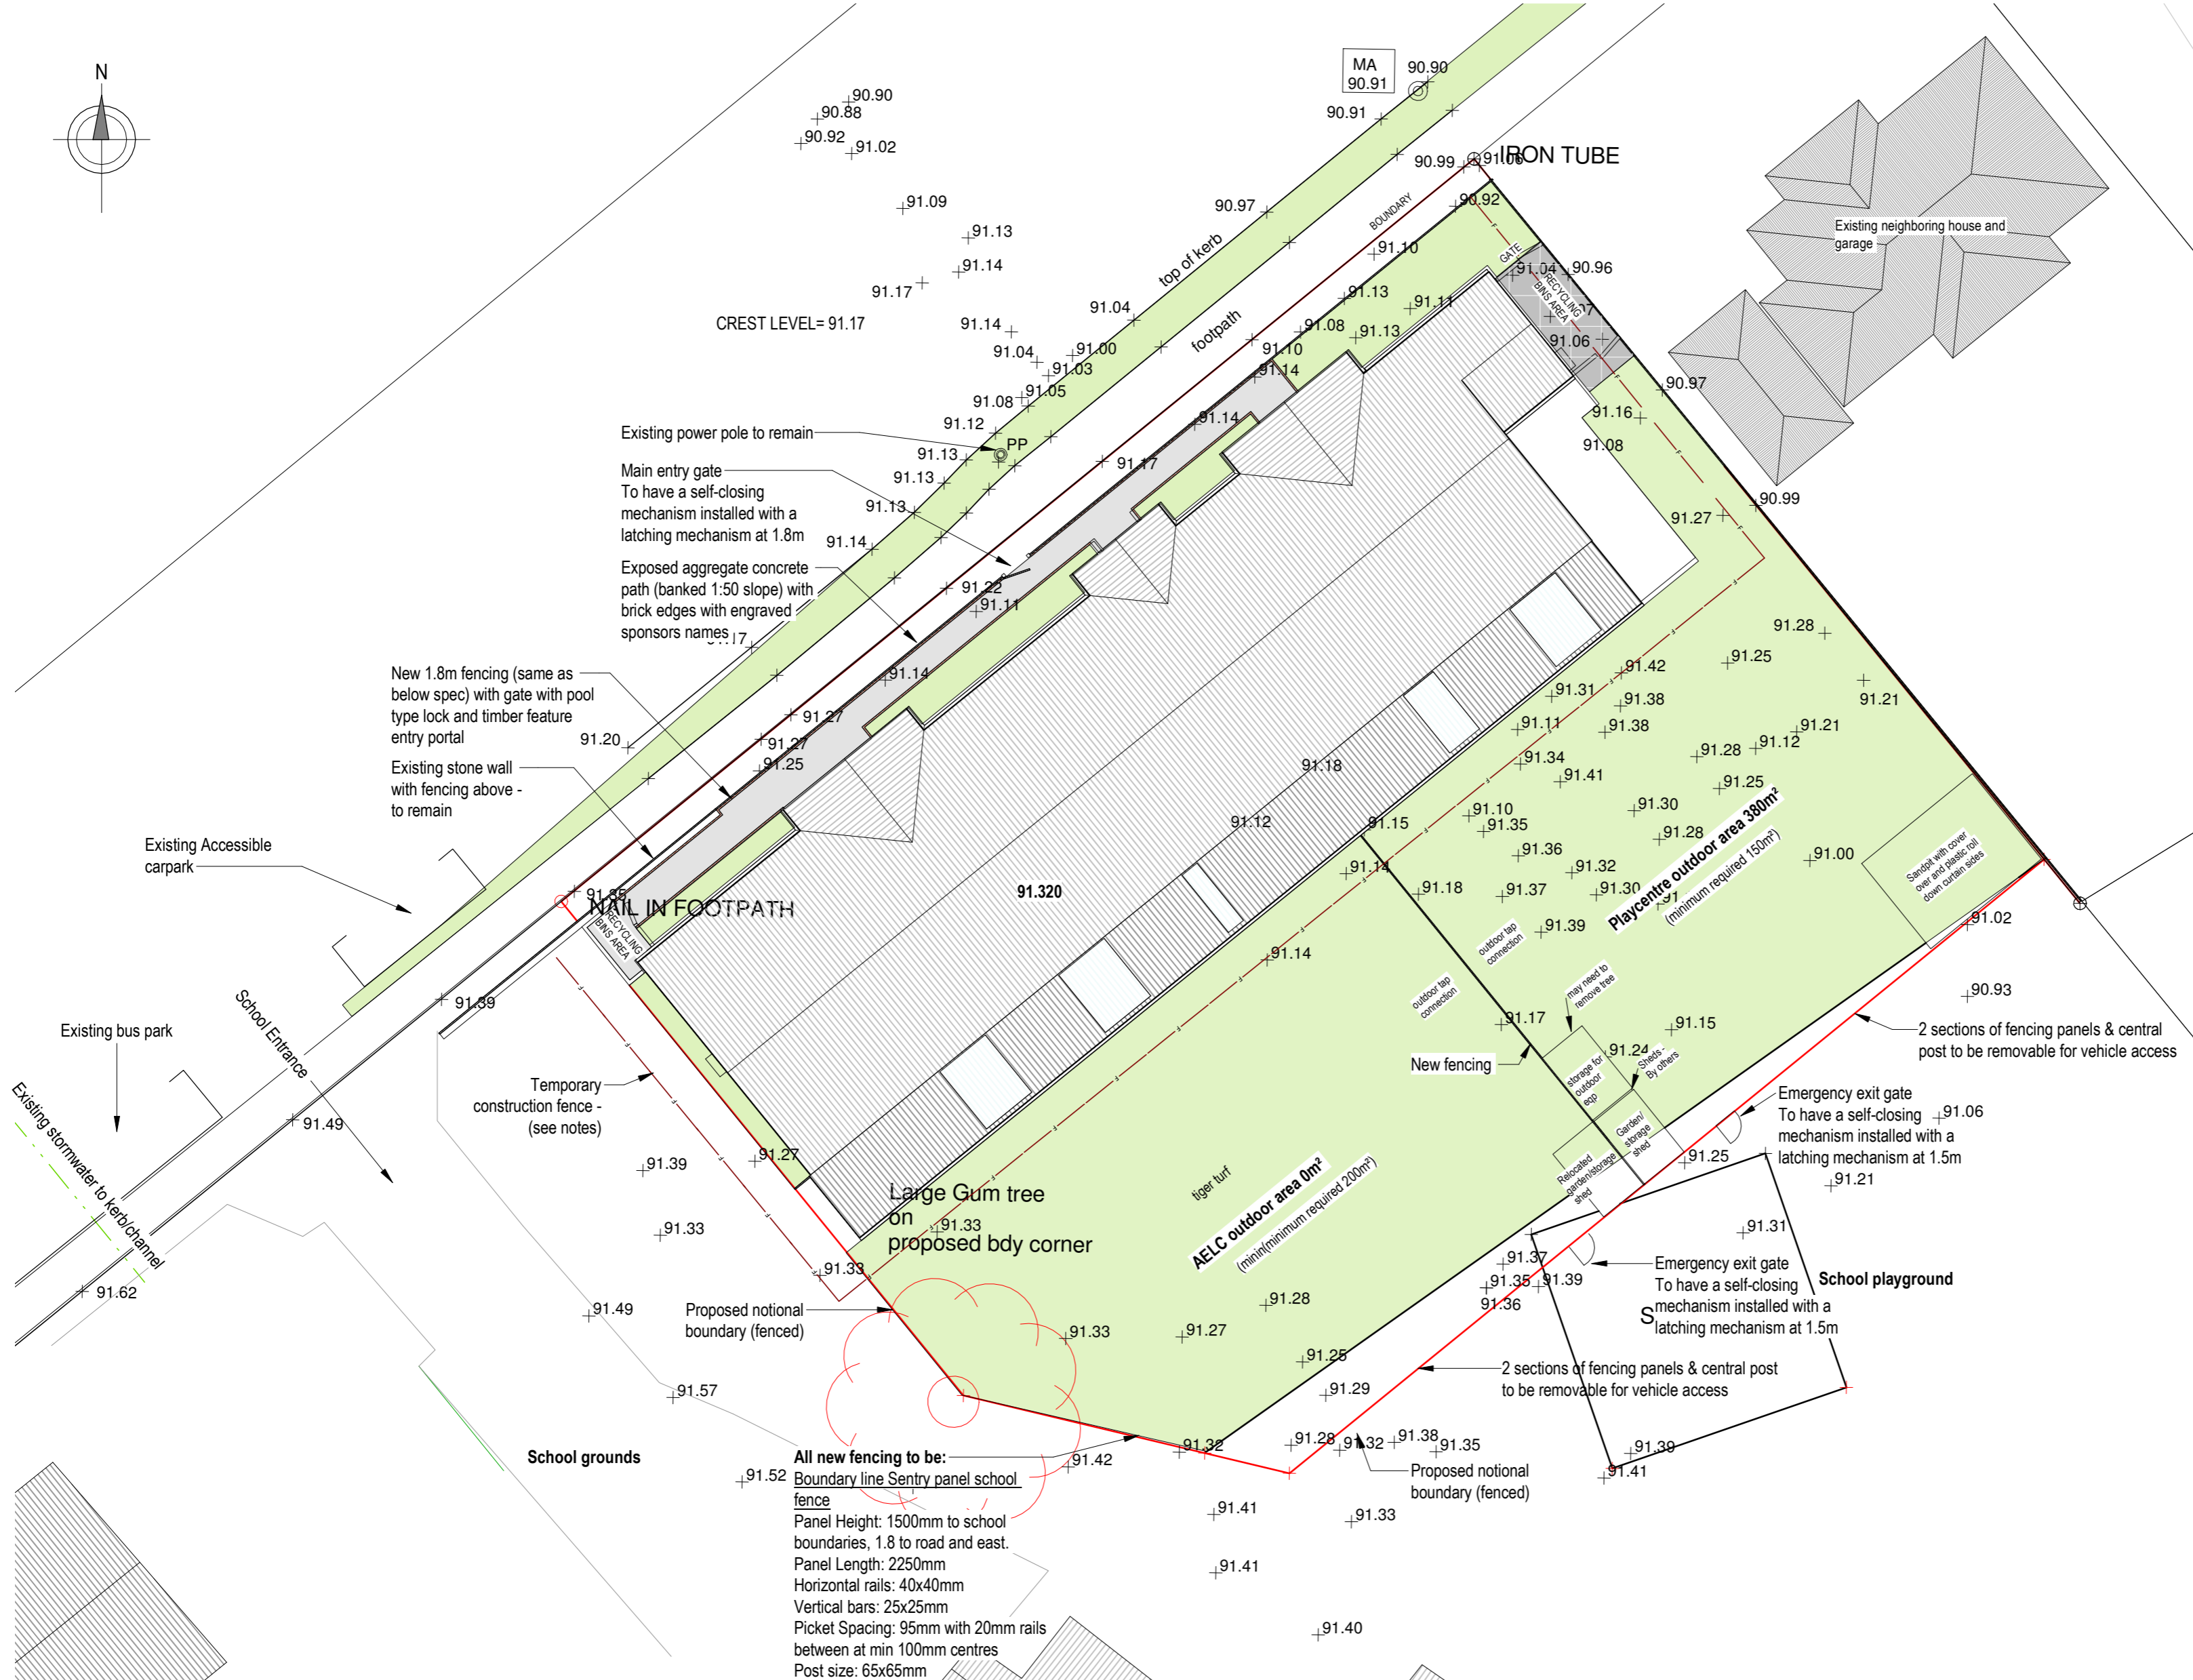 N
MA
90.91
90.90
90.90
90.88
90.92
91.02
90.91
IRON TUBE
90.99
91.06
90.92
91.09
90.97
BOUNDARY
91.13
91.10
Existing neighboring house and
garage
top of kerb
GATE
91.14
91.04
90.96
RECYCLING
BINS AREA
91.17
91.13
91.11
CREST LEVEL= 91.17
91.04
91.14
footpath
91.08
91.13
91.06
91.04
91.00
91.10
91.03
91.14
90.97
91.05
91.08
91.16
91.12
91.14
Existing power pole to remain
PP
91.08
91.13
91.17
Main entry gate
To have a self-closing
mechanism installed with a
latching mechanism at 1.8m
91.13
91.13
90.99
91.27
91.14
Exposed aggregate concrete
path (banked 1:50 slope) with
brick edges with engraved
sponsors names
91.22
91.11
91.28
91.25
New 1.8m fencing (same as
below spec) with gate with pool
type lock and timber feature
entry portal
91.14
91.42
91.31
91.38
91.21
91.27
91.11
91.38
91.21
91.20
91.27
91.28
91.12
Existing stone wall
with fencing above -
to remain
91.25
91.18
91.34
91.41
91.25
91.10
91.30
91.12
91.15
91.35
91.28
Existing Accessible
carpark
91.36
91.32
91.00
Playcentre outdoor area 380m²
(minimum required 150m²)
Sandpit with cover
over and plastic roll
down curtain sides
91.14
91.18
91.37
91.30
91.35
NAIL IN FOOTPATH
91.320
91.39
91.02
RECYCLING
BINS AREA
outdoor tap
connection
91.14
outdoor tap
connection
may need to
remove tree
90.93
91.39
School Entrance
91.17
91.15
2 sections of fencing panels & central
post to be removable for vehicle access
Existing bus park
New fencing
91.24
Sheds -
By others
storage for
outdoor
eqp
Temporary
construction fence -
(see notes)
Existing stormwater to kerb/channel
91.49
Emergency exit gate
To have a self-closing
mechanism installed with a
latching mechanism at 1.5m
91.06
Garden/
storage
shed
91.39
91.27
91.25
Relocated
garden/storage
shed
91.21
tiger turf
AELC outdoor area 0m²
(minin(minimum required 200m²)
Large Gum tree
on
proposed bdy corner
91.33
91.33
91.31
91.33
91.37
Emergency exit gate
To have a self-closing
mechanism installed with a
latching mechanism at 1.5m
School playground
S
91.35
91.39
91.36
91.62
91.49
Proposed notional
boundary (fenced)
91.28
91.33
91.27
91.25
2 sections of fencing panels & central post
to be removable for vehicle access
91.57
91.29
91.28
91.32
91.38
91.35
91.39
91.32
School grounds
All new fencing to be:
Boundary line Sentry panel school
fence
Panel Height: 1500mm to school
boundaries, 1.8 to road and east.
Panel Length: 2250mm
Horizontal rails: 40x40mm
Vertical bars: 25x25mm
Picket Spacing: 95mm with 20mm rails
between at min 100mm centres
Post size: 65x65mm
91.42
91.52
Proposed notional
boundary (fenced)
91.41
91.41
91.33
91.41
91.40